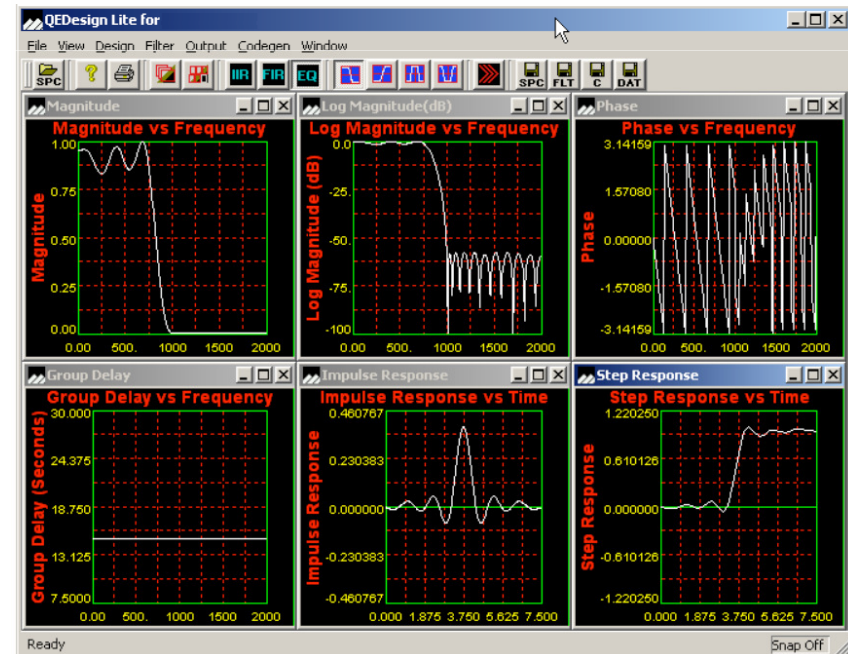 QEDesign Lite for
File View Design Filter Output Codegen Window
SPC ? IIR FIR EQ SPC FLT C DAT
Magnitude
Magnitude vs Frequency
Magnitude
1.00
0.75
0.50
0.25
0.00
0.00 500. 1000 1500 2000
Log Magnitude(dB)
Log Magnitude vs Frequency
Log Magnitude (dB)
0.0
-25.
-50.
-75.
-100
0.00 500. 1000 1500 2000
Phase
Phase vs Frequency
Phase
3.14159
1.57080
0.00000
-1.57080
-3.14159
0.00 500. 1000 1500 2000
Group Delay
Group Delay vs Frequency
Group Delay (Seconds)
30.000
24.375
18.750
13.125
7.5000
0.00 500. 1000 1500 2000
Impulse Response
Impulse Response vs Time
Impulse Response
0.460767
0.230383
0.000000
-0.230383
-0.460767
0.000 1.875 3.750 5.625 7.500
Step Response
Step Response vs Time
Step Response
1.220250
0.610126
0.000000
-0.610126
-1.220250
0.000 1.875 3.750 5.625 7.500
Ready
Snap Off